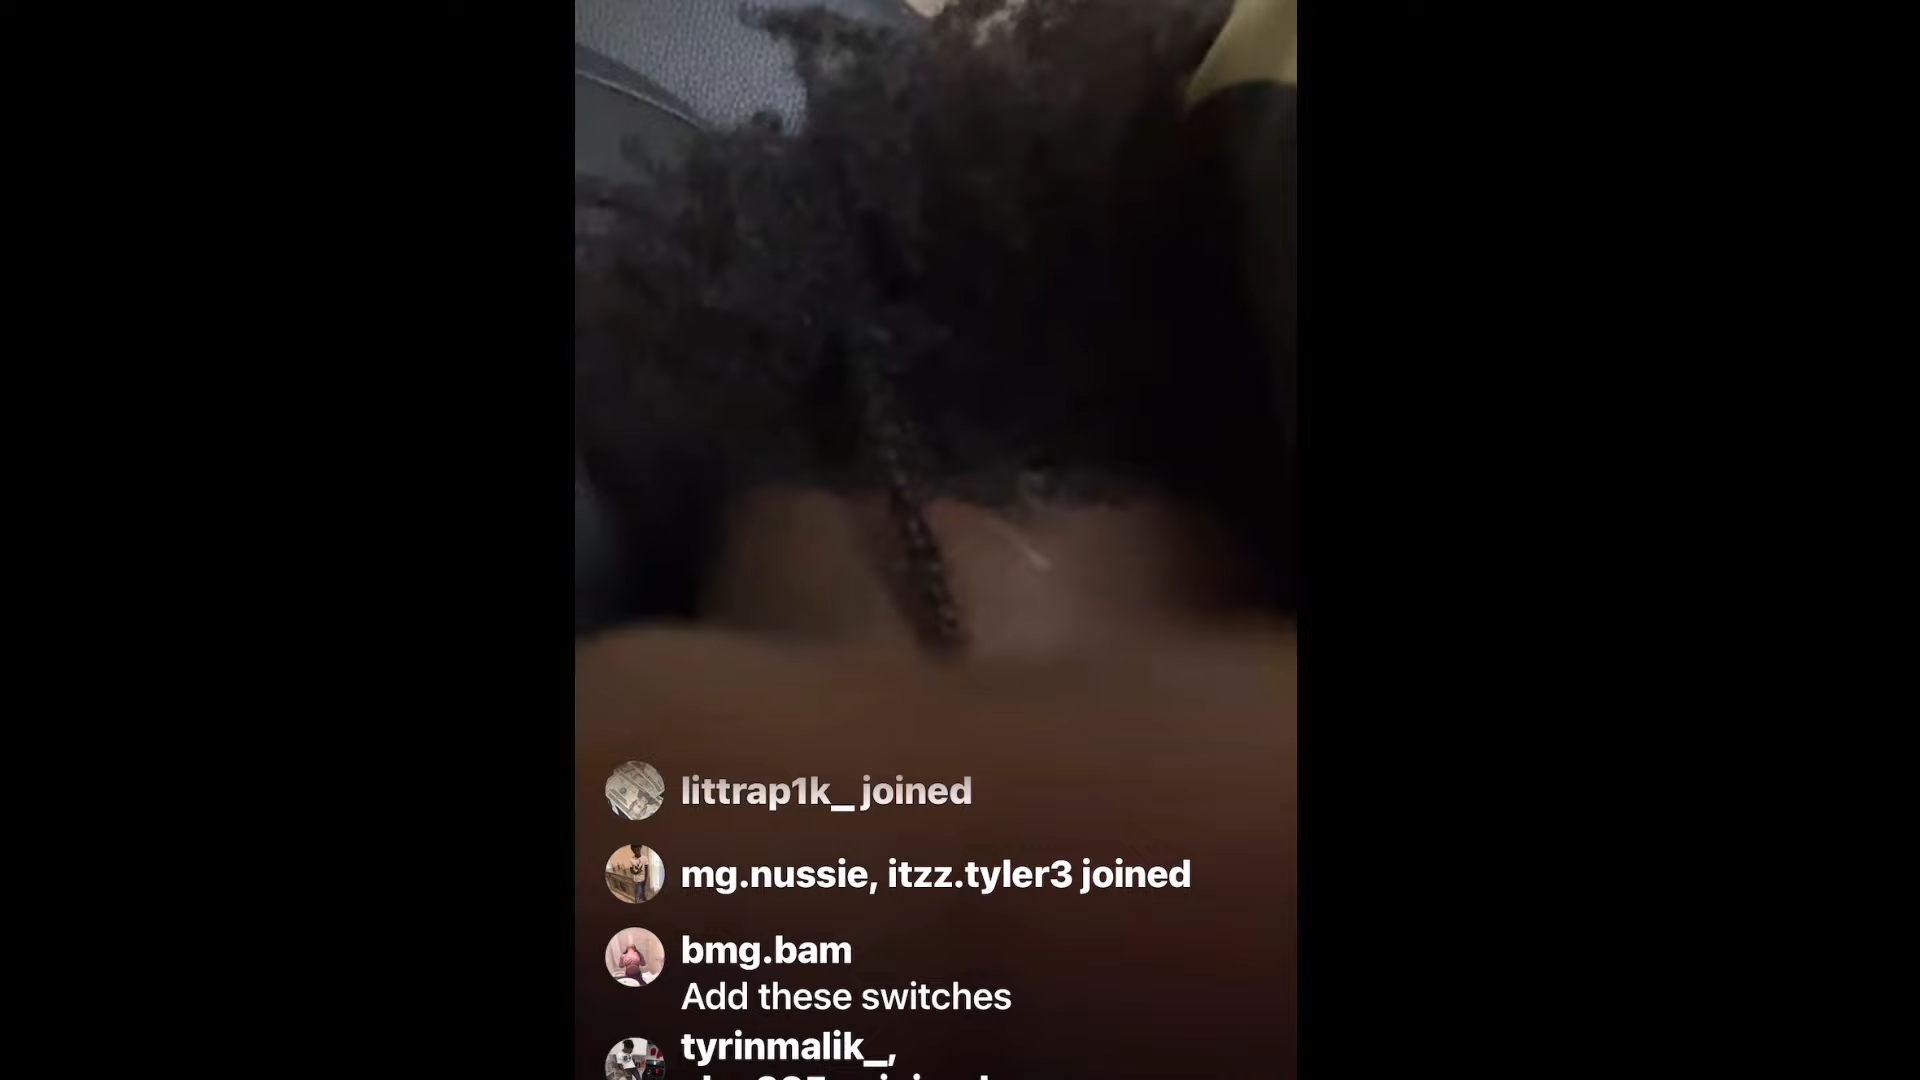 littrap1k_ joined
mg.nussie, itzz.tyler3 joined
bmg.bam
Add these switches
tyrinmalik_,